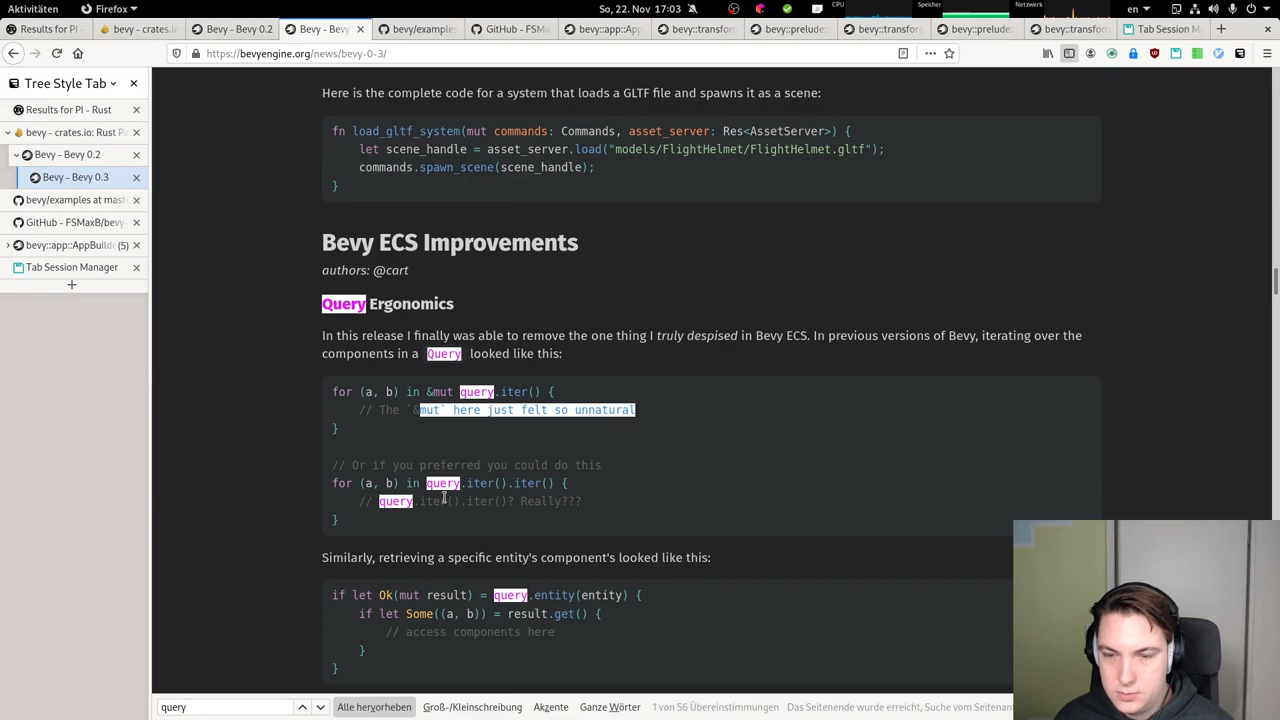 Aktivitäten
Firefox
So, 22. Nov 17:03
CPU
Speicher
Netzwerk
en
Results for PI -
bevy - crates.io:
Bevy - Bevy 0.2
Bevy - Bevy
bevy/examples
GitHub - FSMa
bevy::app::App
bevy::transfor
bevy::prelude
bevy::transfor
bevy::prelude:
bevy::transfor
Tab Session M
https://bevyengine.org/news/bevy-0-3/
Tree Style Tab
Results for PI - Rust
bevy - crates.io: Rust Pa
Bevy - Bevy 0.2
Bevy - Bevy 0.3
bevy/examples at mast
GitHub - FSMaxB/bevy-
bevy::app::AppBuilde (5)
Tab Session Manager
Here is the complete code for a system that loads a GLTF file and spawns it as a scene:
fn load_gltf_system(mut commands: Commands, asset_server: Res<AssetServer>) {
let scene_handle = asset_server.load("models/FlightHelmet/FlightHelmet.gltf");
commands.spawn_scene(scene_handle);
}
Bevy ECS Improvements
authors: @cart
Query Ergonomics
In this release I finally was able to remove the one thing I truly despised in Bevy ECS. In previous versions of Bevy, iterating over the
components in a Query looked like this:
for (a, b) in &mut query.iter() {
// The `&mut` here just felt so unnatural
}
// Or if you preferred you could do this
for (a, b) in query.iter().iter() {
// query.iter().iter()? Really???
}
Similarly, retrieving a specific entity's component's looked like this:
if let Ok(mut result) = query.entity(entity) {
if let Some((a, b)) = result.get() {
// access components here
}
}
query
Alle hervorheben
Groß-/Kleinschreibung
Akzente
Ganze Wörter
1 von 56 Übereinstimmungen
Das Seitenende wurde erreicht, Suche vom Seitenanf